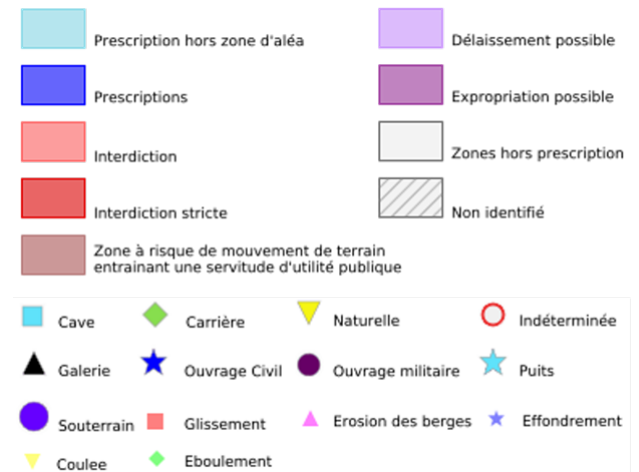 Prescription hors zone d'aléa
Délaissement possible
Prescriptions
Expropriation possible
Interdiction
Zones hors prescription
Interdiction stricte
Non identifié
Zone à risque de mouvement de terrain
entrainant une servitude d'utilité publique
Cave
Carrière
Naturelle
Indéterminée
Galerie
Ouvrage Civil
Ouvrage militaire
Puits
Souterrain
Glissement
Erosion des berges
Effondrement
Coulee
Eboulement